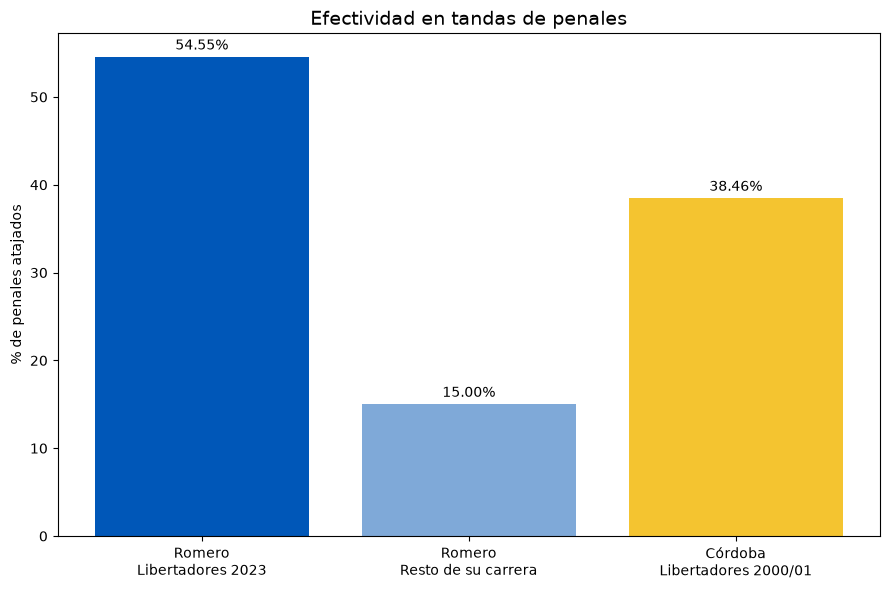 Efectividad en tandas de penales
% de penales atajados
50
40
30
20
10
0
54.55%
15.00%
38.46%
Romero
Libertadores 2023
Romero
Resto de su carrera
Córdoba
Libertadores 2000/01